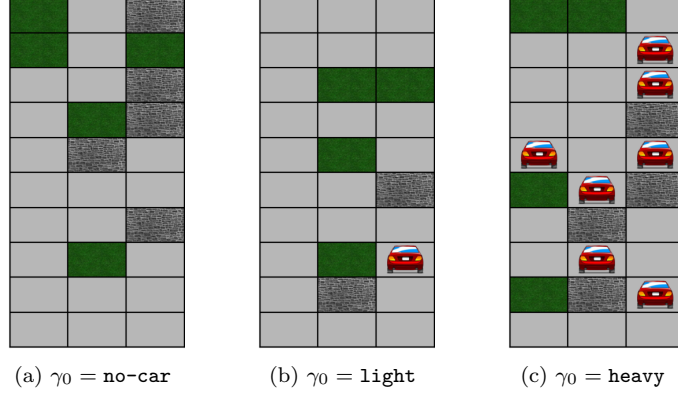 (a) γ₀ = no-car
(b) γ₀ = light
(c) γ₀ = heavy